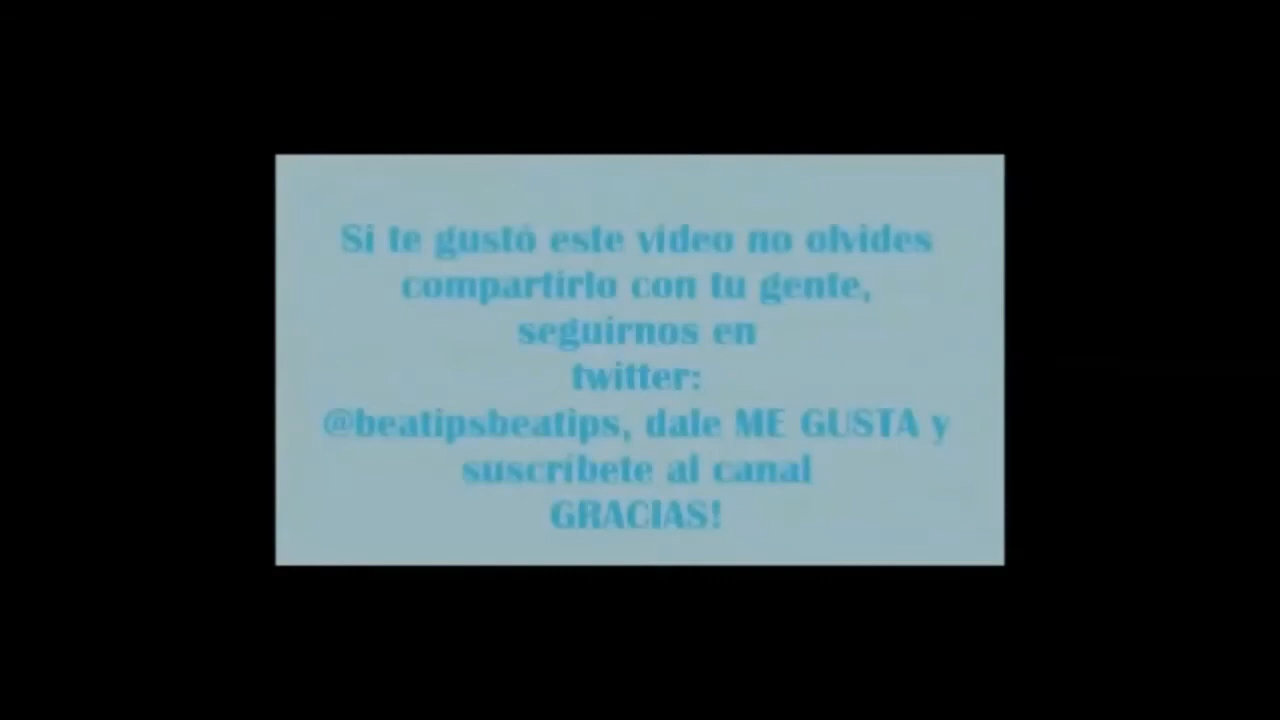 Si te gustó este video no olvides
compartirlo con tu gente,
seguirnos en
twitter:
@beatipsbeatips, dale ME GUSTA y
suscríbete al canal
GRACIAS!